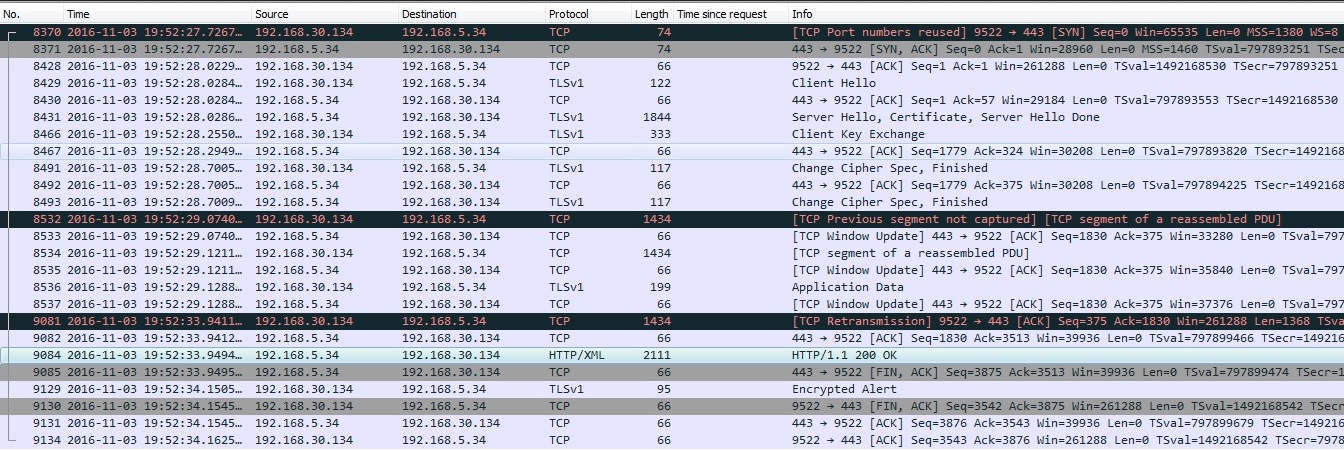 No. Time Source Destination Protocol Length Time since request Info
8370 2016-11-03 19:52:27.7267… 192.168.30.134 192.168.5.34 TCP 74 [TCP Port numbers reused] 9522 → 443 [SYN] Seq=0 Win=65535 Len=0 MSS=1380 WS=8
8371 2016-11-03 19:52:27.7267… 192.168.5.34 192.168.30.134 TCP 74 443 → 9522 [SYN, ACK] Seq=0 Ack=1 Win=28960 Len=0 MSS=1460 TSval=797893251 TSec
8428 2016-11-03 19:52:28.0229… 192.168.30.134 192.168.5.34 TCP 66 9522 → 443 [ACK] Seq=1 Ack=1 Win=261288 Len=0 TSval=1492168530 TSecr=797893251
8429 2016-11-03 19:52:28.0284… 192.168.30.134 192.168.5.34 TLSv1 122 Client Hello
8430 2016-11-03 19:52:28.0284… 192.168.5.34 192.168.30.134 TCP 66 443 → 9522 [ACK] Seq=1 Ack=57 Win=29184 Len=0 TSval=797893553 TSecr=1492168530
8431 2016-11-03 19:52:28.0286… 192.168.5.34 192.168.30.134 TLSv1 1844 Server Hello, Certificate, Server Hello Done
8466 2016-11-03 19:52:28.2550… 192.168.30.134 192.168.5.34 TLSv1 333 Client Key Exchange
8467 2016-11-03 19:52:28.2949… 192.168.5.34 192.168.30.134 TCP 66 443 → 9522 [ACK] Seq=1779 Ack=324 Win=30208 Len=0 TSval=797893820 TSecr=1492168
8491 2016-11-03 19:52:28.7005… 192.168.30.134 192.168.5.34 TLSv1 117 Change Cipher Spec, Finished
8492 2016-11-03 19:52:28.7005… 192.168.5.34 192.168.30.134 TCP 66 443 → 9522 [ACK] Seq=1779 Ack=375 Win=30208 Len=0 TSval=797894225 TSecr=1492168
8493 2016-11-03 19:52:28.7009… 192.168.5.34 192.168.30.134 TLSv1 117 Change Cipher Spec, Finished
8532 2016-11-03 19:52:29.0740… 192.168.30.134 192.168.5.34 TCP 1434 [TCP Previous segment not captured] [TCP segment of a reassembled PDU]
8533 2016-11-03 19:52:29.0740… 192.168.5.34 192.168.30.134 TCP 66 [TCP Window Update] 443 → 9522 [ACK] Seq=1830 Ack=375 Win=33280 Len=0 TSval=797
8534 2016-11-03 19:52:29.1211… 192.168.30.134 192.168.5.34 TCP 1434 [TCP segment of a reassembled PDU]
8535 2016-11-03 19:52:29.1211… 192.168.5.34 192.168.30.134 TCP 66 [TCP Window Update] 443 → 9522 [ACK] Seq=1830 Ack=375 Win=35840 Len=0 TSval=797
8536 2016-11-03 19:52:29.1288… 192.168.30.134 192.168.5.34 TLSv1 199 Application Data
8537 2016-11-03 19:52:29.1288… 192.168.5.34 192.168.30.134 TCP 66 [TCP Window Update] 443 → 9522 [ACK] Seq=1830 Ack=375 Win=37376 Len=0 TSval=797
9081 2016-11-03 19:52:33.9411… 192.168.30.134 192.168.5.34 TCP 1434 [TCP Retransmission] 9522 → 443 [ACK] Seq=375 Ack=1830 Win=261288 Len=1368 TSva
9082 2016-11-03 19:52:33.9412… 192.168.5.34 192.168.30.134 TCP 66 443 → 9522 [ACK] Seq=1830 Ack=3513 Win=39936 Len=0 TSval=797899466 TSecr=149216
9084 2016-11-03 19:52:33.9494… 192.168.5.34 192.168.30.134 HTTP/XML 2111 HTTP/1.1 200 OK
9085 2016-11-03 19:52:33.9495… 192.168.5.34 192.168.30.134 TCP 66 443 → 9522 [FIN, ACK] Seq=3875 Ack=3513 Win=39936 Len=0 TSval=797899474 TSecr=1
9129 2016-11-03 19:52:34.1505… 192.168.30.134 192.168.5.34 TLSv1 95 Encrypted Alert
9130 2016-11-03 19:52:34.1545… 192.168.30.134 192.168.5.34 TCP 66 9522 → 443 [FIN, ACK] Seq=3542 Ack=3875 Win=261288 Len=0 TSval=1492168542 TSecr
9131 2016-11-03 19:52:34.1545… 192.168.5.34 192.168.30.134 TCP 66 443 → 9522 [ACK] Seq=3876 Ack=3543 Win=39936 Len=0 TSval=797899679 TSecr=149216
9134 2016-11-03 19:52:34.1625… 192.168.30.134 192.168.5.34 TCP 66 9522 → 443 [ACK] Seq=3543 Ack=3876 Win=261288 Len=0 TSval=1492168542 TSecr=7978